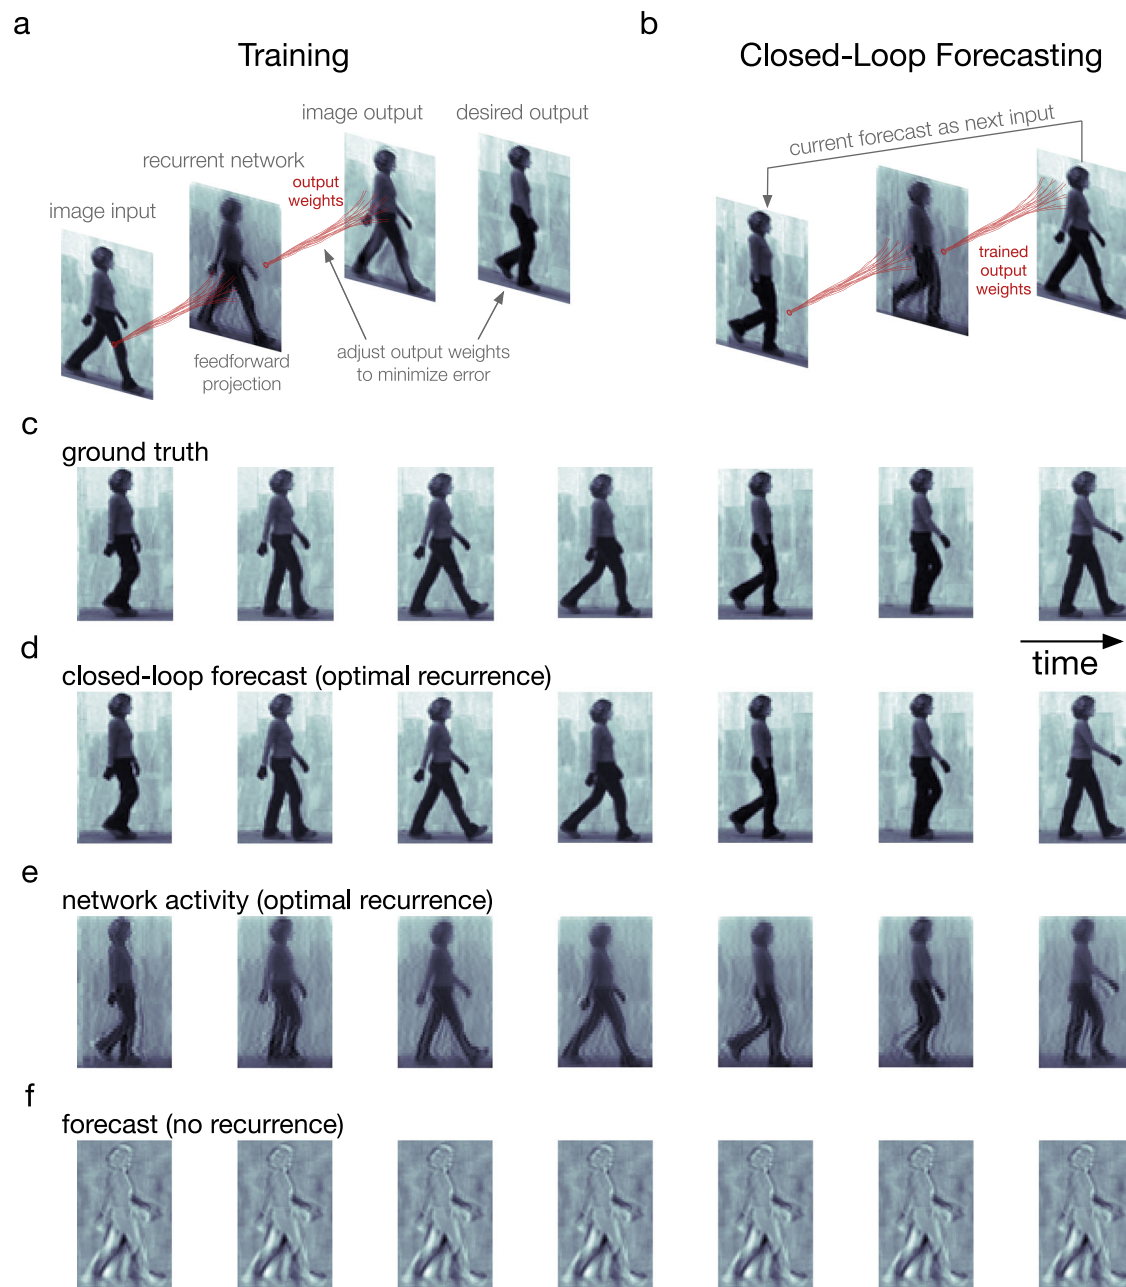 a
Training
image output
desired output
recurrent network
output
weights
image input
feedforward
projection
adjust output weights
to minimize error
b
Closed-Loop Forecasting
current forecast as next input
trained
output
weights
c
ground truth
time
d
closed-loop forecast (optimal recurrence)
e
network activity (optimal recurrence)
f
forecast (no recurrence)